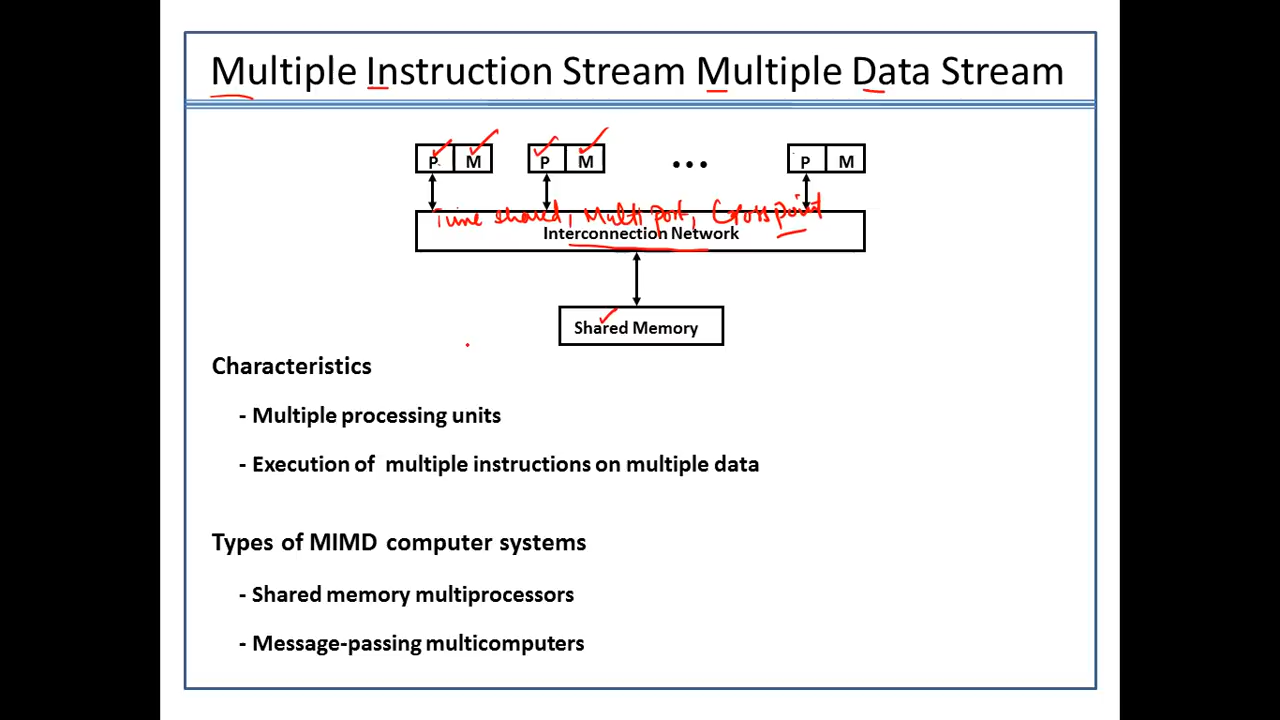 Multiple Instruction Stream Multiple Data Stream
P M P M ... P M
Time shared, Multi port, Crosspoint
Interconnection Network
Shared Memory
Characteristics
- Multiple processing units
- Execution of multiple instructions on multiple data
Types of MIMD computer systems
- Shared memory multiprocessors
- Message-passing multicomputers